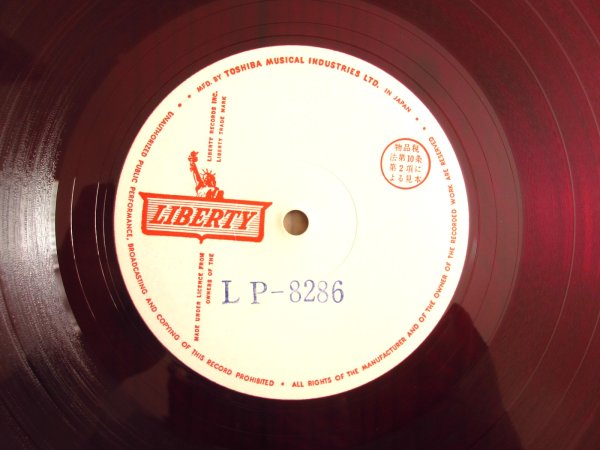 • MFD. BY TOSHIBA MUSICAL INDUSTRIES LTD. IN JAPAN •
LIBERTY RECORDS INC.
LIBERTY TRADE MARK
物品税
法第10条
第2項に
よる見本
LIBERTY
MADE UNDER LICENCE FROM
OWNERS OF THE
LP-8286
UNAUTHORIZED PUBLIC PERFORMANCE, BROADCASTING AND COPYING OF THIS RECORD PROHIBITED • ALL RIGHTS OF THE MANUFACTURER AND OF THE OWNER OF THE RECORDED WORK ARE RESERVED